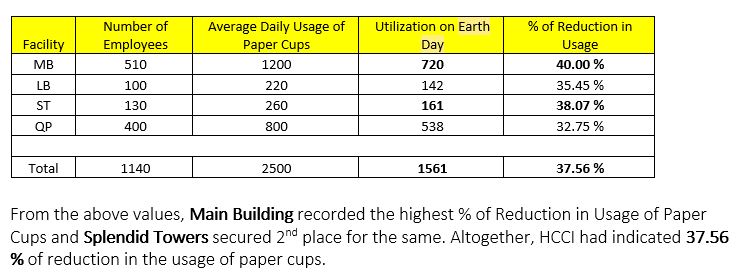 Facility | Number of Employees | Average Daily Usage of Paper Cups | Utilization on Earth Day | % of Reduction in Usage
MB | 510 | 1200 | 720 | 40.00 %
LB | 100 | 220 | 142 | 35.45 %
ST | 130 | 260 | 161 | 38.07 %
QP | 400 | 800 | 538 | 32.75 %
Total | 1140 | 2500 | 1561 | 37.56 %
From the above values, Main Building recorded the highest % of Reduction in Usage of Paper
Cups and Splendid Towers secured 2nd place for the same. Altogether, HCCI had indicated 37.56
% of reduction in the usage of paper cups.